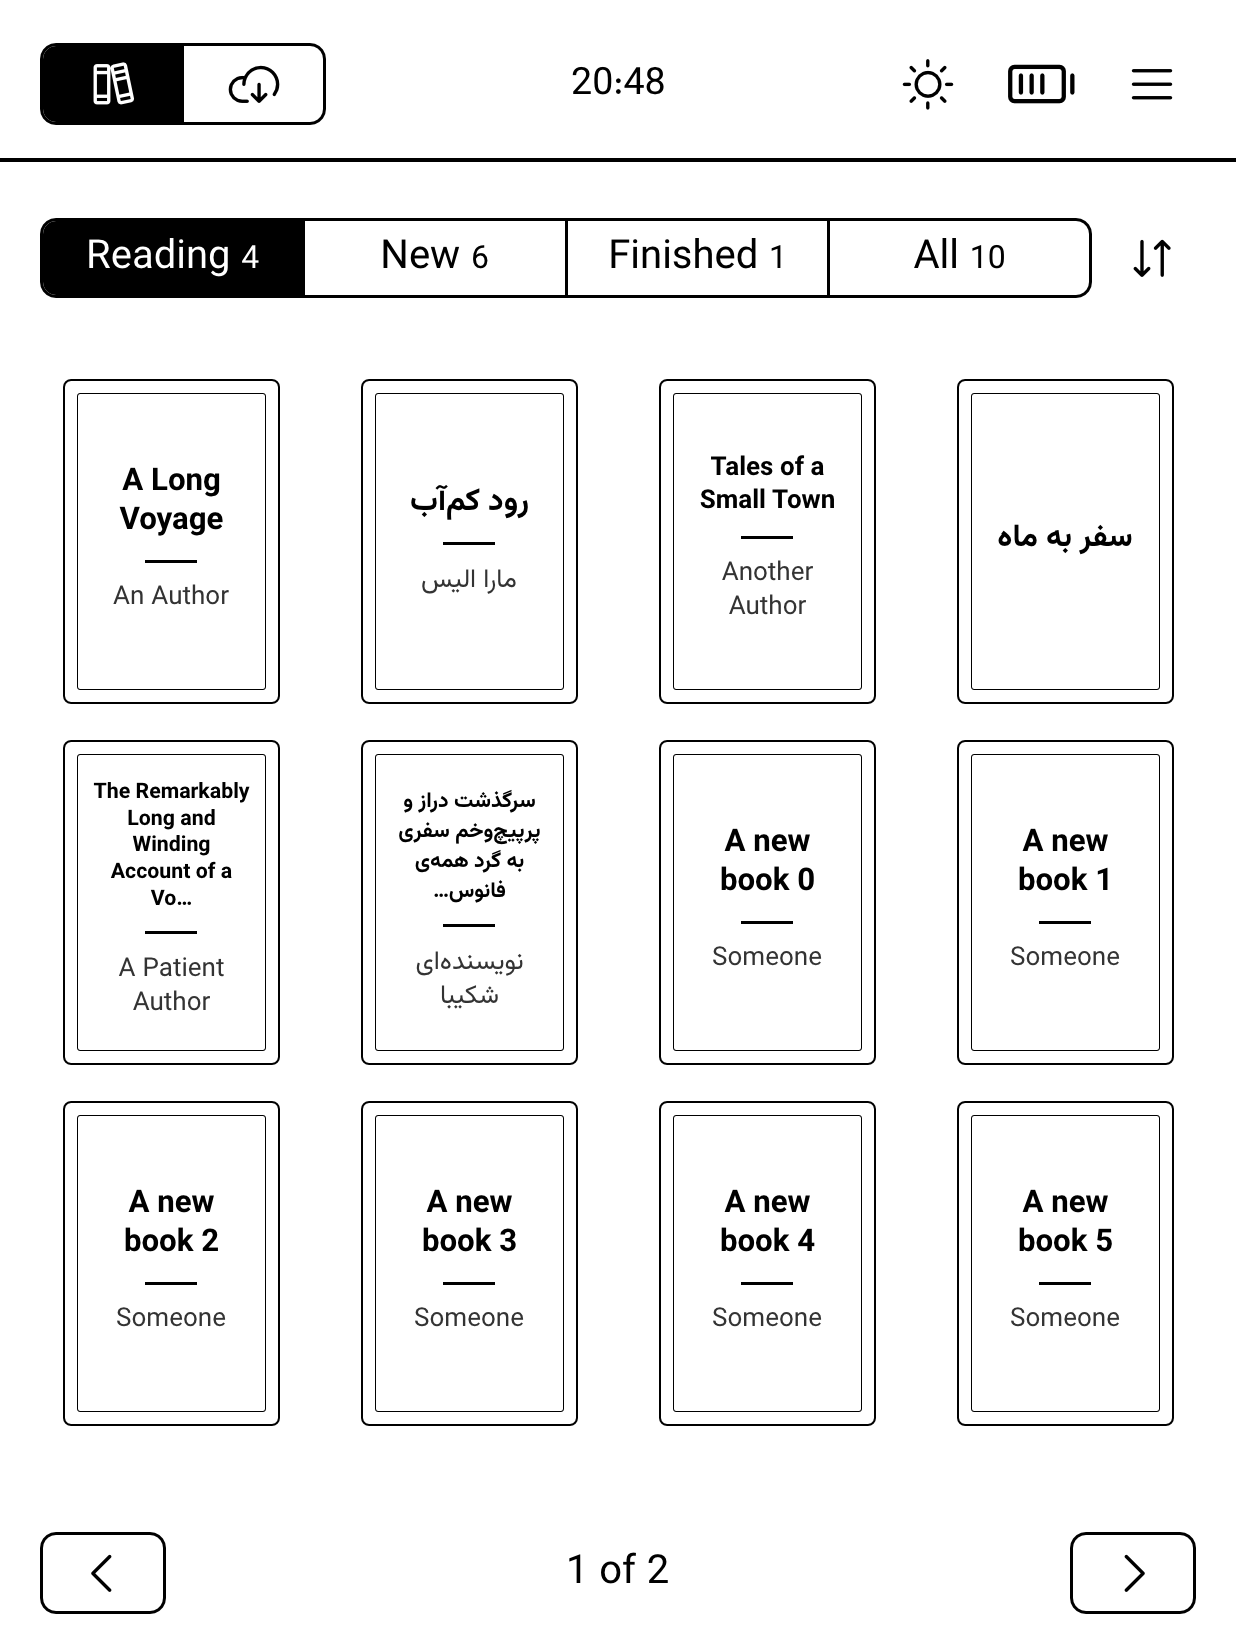 20:48
Reading 4
New 6
Finished 1
All 10
A Long
Voyage
An Author
رود کم‌آب
مارا الیس
Tales of a
Small Town
Another
Author
سفر به ماه
The Remarkably
Long and
Winding
Account of a
Vo…
A Patient
Author
سرگذشت دراز و
پرپیچ‌وخم سفری
به گرد همه‌ی
فانوس…
نویسنده‌ای
شکیبا
A new
book 0
Someone
A new
book 1
Someone
A new
book 2
Someone
A new
book 3
Someone
A new
book 4
Someone
A new
book 5
Someone
1 of 2